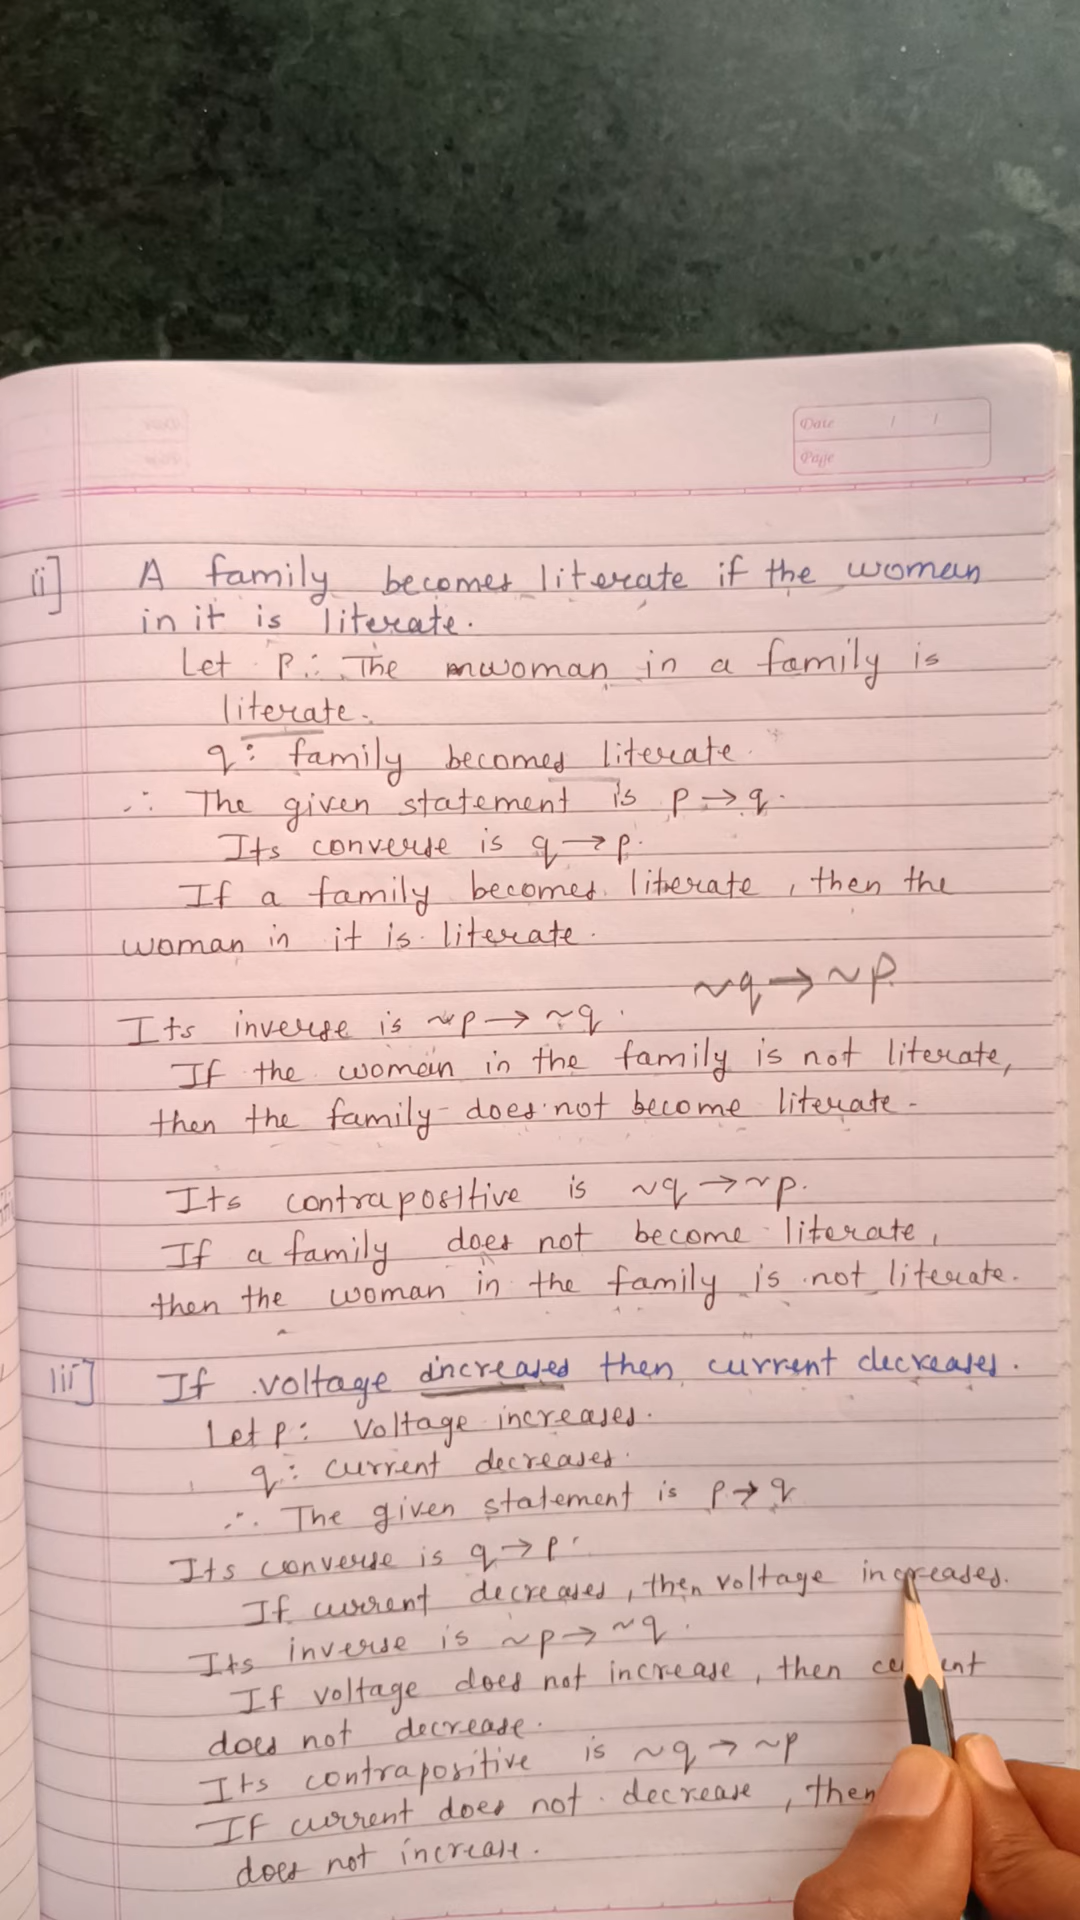 Date / /
Page
ii] A family becomes literate if the woman
in it is literate.
Let p: The woman in a family is
literate.
q: family becomes literate.
∴ The given statement is p → q.
Its converse is q → p.
If a family becomes literate, then the
woman in it is literate.
~q → ~p
Its inverse is ~p → ~q.
If the woman in the family is not literate,
then the family does not become literate.
Its contrapositive is ~q → ~p.
If a family does not become literate,
then the woman in the family is not literate.
iii] If voltage increases then current decreases.
Let p: Voltage increases.
q: current decreases.
∴ The given statement is p → q
Its converse is q → p.
If current decreases, then voltage increases.
Its inverse is ~p → ~q.
If voltage does not increase, then
does not decrease.
Its contrapositive is ~q → ~p
If current does not decrease, then
does not increase.